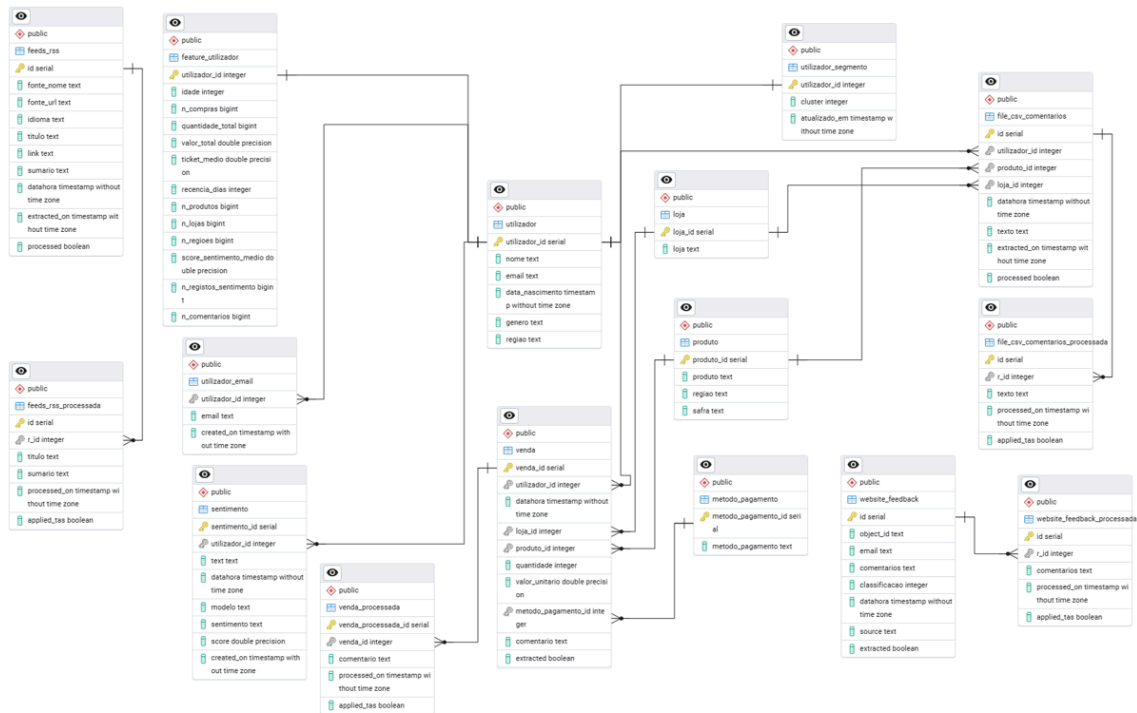 public
feeds_rss
id serial
fonte_nome text
fonte_url text
idioma text
titulo text
link text
sumario text
datahora timestamp without
time zone
extracted_on timestamp wit
hout time zone
processed boolean
public
feature_utilizador
utilizador_id integer
idade integer
n_compras bigint
quantidade_total bigint
valor_total double precision
ticket_medio double precisi
on
recencia_dias integer
n_produtos bigint
n_lojas bigint
n_regioes bigint
score_sentimento_medio do
uble precision
n_registos_sentimento bigin
t
n_comentarios bigint
public
utilizador_segmento
utilizador_id integer
cluster integer
atualizado_em timestamp w
ithout time zone
public
file_csv_comentarios
id serial
utilizador_id integer
produto_id integer
loja_id integer
datahora timestamp without
time zone
texto text
extracted_on timestamp wit
hout time zone
processed boolean
public
loja
loja_id serial
loja text
public
utilizador
utilizador_id serial
nome text
email text
data_nascimento timestam
p without time zone
genero text
regiao text
public
produto
produto_id serial
produto text
regiao text
safra text
public
file_csv_comentarios_processada
id serial
r_id integer
texto text
processed_on timestamp wi
thout time zone
applied_tas boolean
public
utilizador_email
utilizador_id integer
email text
created_on timestamp with
out time zone
public
feeds_rss_processada
id serial
r_id integer
titulo text
sumario text
processed_on timestamp wi
thout time zone
applied_tas boolean
public
venda
venda_id serial
utilizador_id integer
datahora timestamp without
time zone
loja_id integer
produto_id integer
quantidade integer
valor_unitario double precisi
on
metodo_pagamento_id inte
ger
comentario text
extracted boolean
public
metodo_pagamento
metodo_pagamento_id seri
al
metodo_pagamento text
public
website_feedback
id serial
object_id text
email text
comentarios text
classificacao integer
datahora timestamp without
time zone
source text
extracted boolean
public
website_feedback_processada
id serial
r_id integer
comentarios text
processed_on timestamp wi
thout time zone
applied_tas boolean
public
sentimento
sentimento_id serial
utilizador_id integer
text text
datahora timestamp without
time zone
modelo text
sentimento text
score double precision
created_on timestamp with
out time zone
public
venda_processada
venda_processada_id serial
venda_id integer
comentario text
processed_on timestamp wi
thout time zone
applied_tas boolean